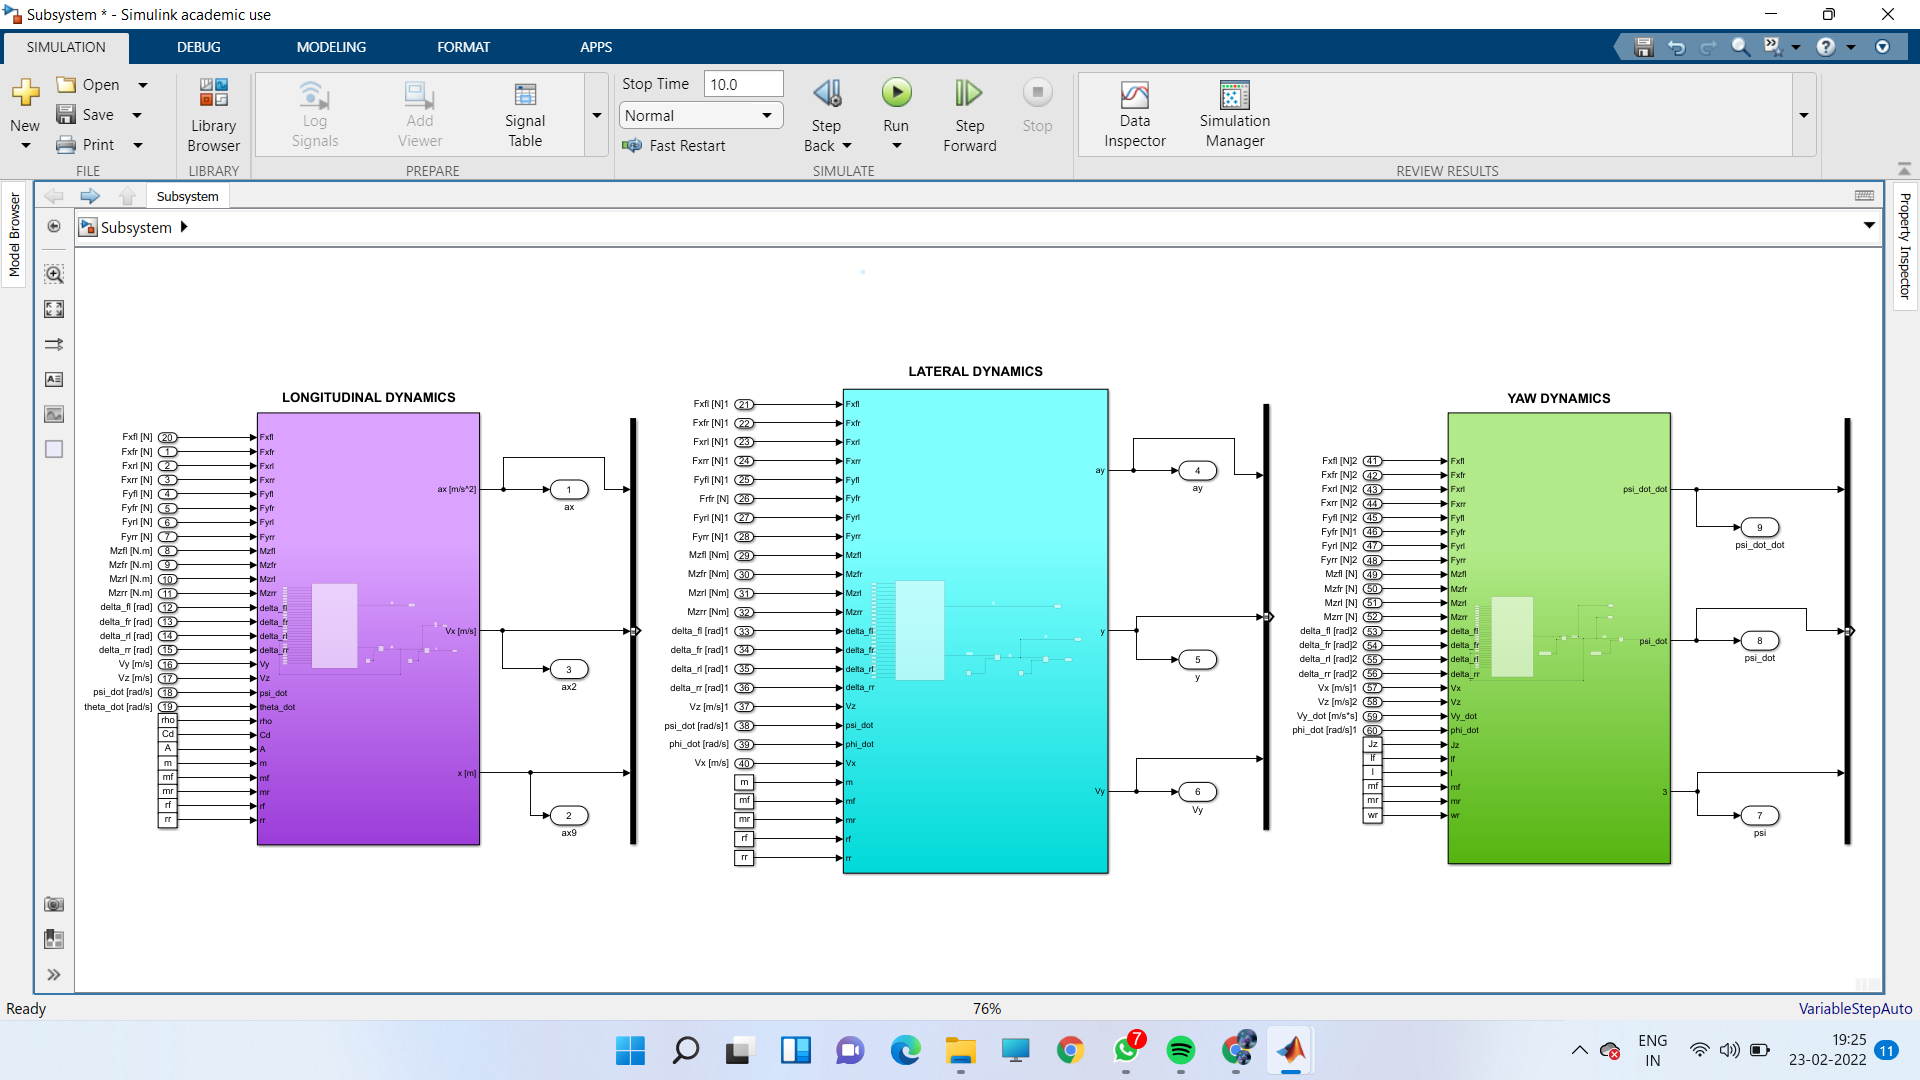 Subsystem * - Simulink academic use
SIMULATION DEBUG MODELING FORMAT APPS
New
Open
Save
Print
FILE
Library Browser
LIBRARY
Log Signals
Add Viewer
Signal Table
PREPARE
Stop Time 10.0
Normal
Fast Restart
Step Back
Run
Step Forward
Stop
SIMULATE
Data Inspector
Simulation Manager
REVIEW RESULTS
Model Browser
Property Inspector
Subsystem
Subsystem
LONGITUDINAL DYNAMICS
Fxfl [N] 20 Fxfl
Fxfr [N] 1 Fxfr
Fxrl [N] 2 Fxrl
Fxrr [N] 3 Fxrr
Fyfl [N] 4 Fyfl
Fyfr [N] 5 Fyfr
Fyrl [N] 6 Fyrl
Fyrr [N] 7 Fyrr
Mzfl [N.m] 8 Mzfl
Mzfr [N.m] 9 Mzfr
Mzrl [N.m] 10 Mzrl
Mzrr [N.m] 11 Mzrr
delta_fl [rad] 12 delta_fl
delta_fr [rad] 13 delta_fr
delta_rl [rad] 14 delta_rl
delta_rr [rad] 15 delta_rr
Vy [m/s] 16 Vy
Vz [m/s] 17 Vz
psi_dot [rad/s] 18 psi_dot
theta_dot [rad/s] 19 theta_dot
rho rho
Cd Cd
A A
m m
mf mf
mr mr
rf rf
rr rr
ax [m/s^2] 1
ax
Vx [m/s] 3
ax2
x [m] 2
ax9
LATERAL DYNAMICS
Fxfl [N]1 21 Fxfl
Fxfr [N]1 22 Fxfr
Fxrl [N]1 23 Fxrl
Fxrr [N]1 24 Fxrr
Fyfl [N]1 25 Fyfl
Frfr [N] 26 Fyfr
Fyrl [N]1 27 Fyrl
Fyrr [N]1 28 Fyrr
Mzfl [Nm] 29 Mzfl
Mzfr [Nm] 30 Mzfr
Mzrl [Nm] 31 Mzrl
Mzrr [Nm] 32 Mzrr
delta_fl [rad]1 33 delta_fl
delta_fr [rad]1 34 delta_fr
delta_rl [rad]1 35 delta_rl
delta_rr [rad]1 36 delta_rr
Vz [m/s]1 37 Vz
psi_dot [rad/s]1 38 psi_dot
phi_dot [rad/s] 39 phi_dot
Vx [m/s] 40 Vx
m m
mf mf
mr mr
rf rf
rr rr
ay 4
ay
y 5
y
Vy 6
Vy
YAW DYNAMICS
Fxfl [N]2 41 Fxfl
Fxfr [N]2 42 Fxfr
Fxrl [N]2 43 Fxrl
Fxrr [N]2 44 Fxrr
Fyfl [N]2 45 Fyfl
Fyfr [N]1 46 Fyfr
Fyrl [N]2 47 Fyrl
Fyrr [N]2 48 Fyrr
Mzfl [N] 49 Mzfl
Mzfr [N] 50 Mzfr
Mzrl [N] 51 Mzrl
Mzrr [N] 52 Mzrr
delta_fl [rad]2 53 delta_fl
delta_fr [rad]2 54 delta_fr
delta_rl [rad]2 55 delta_rl
delta_rr [rad]2 56 delta_rr
Vx [m/s]1 57 Vx
Vz [m/s]2 58 Vz
Vy_dot [m/s*s] 59 Vy_dot
phi_dot [rad/s]1 60 phi_dot
Jz Jz
lf lf
l l
mf mf
mr mr
wr wr
psi_dot_dot 9
psi_dot_dot
psi_dot 8
psi_dot
3 7
psi
Ready 76% VariableStepAuto
7
ENG
IN
19:25
23-02-2022
11